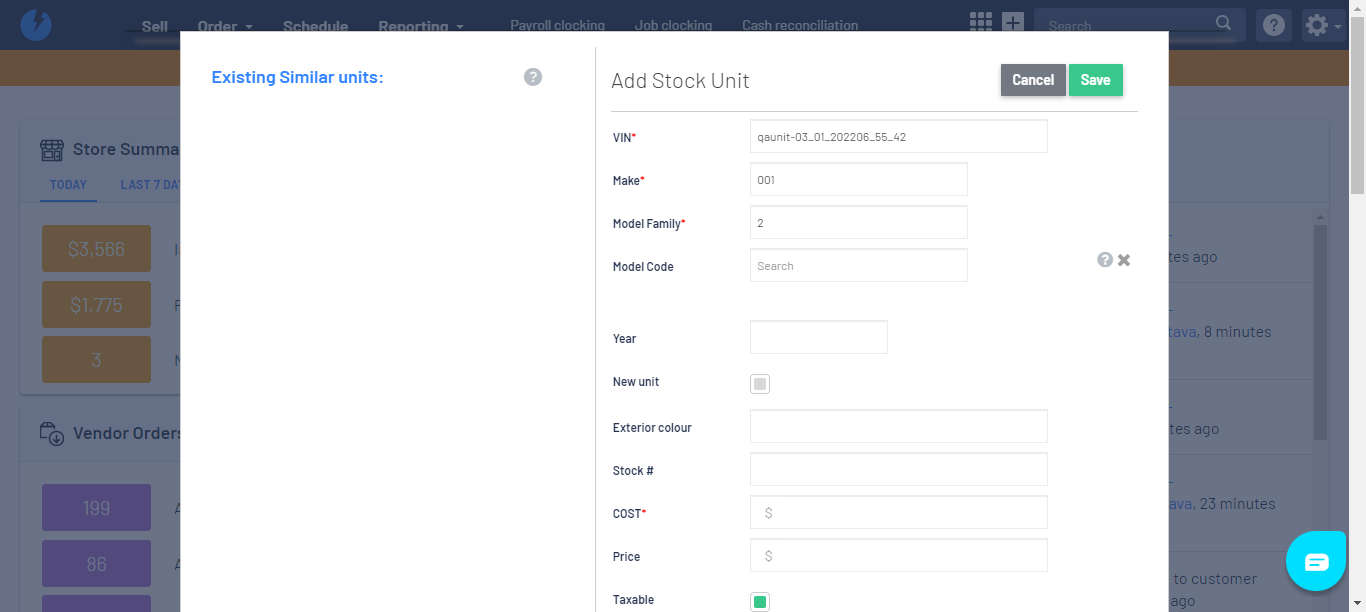 Sell Order Schedule Reporting Payroll clocking Job clocking Cash reconciliation Search ?
Existing Similar units: ?
Add Stock Unit Cancel Save
VIN* qaunit-03_01_202206_55_42
Make* 001
Model Family* 2
Model Code Search ?
Year
New unit
Exterior colour
Stock #
COST* $
Price $
Taxable
Store Summa
TODAY LAST 7 DA
$3,566
$1,775
3
Vendor Orders
199
86
tes ago
tava, 8 minutes
tes ago
ava, 23 minutes
to customer
ago